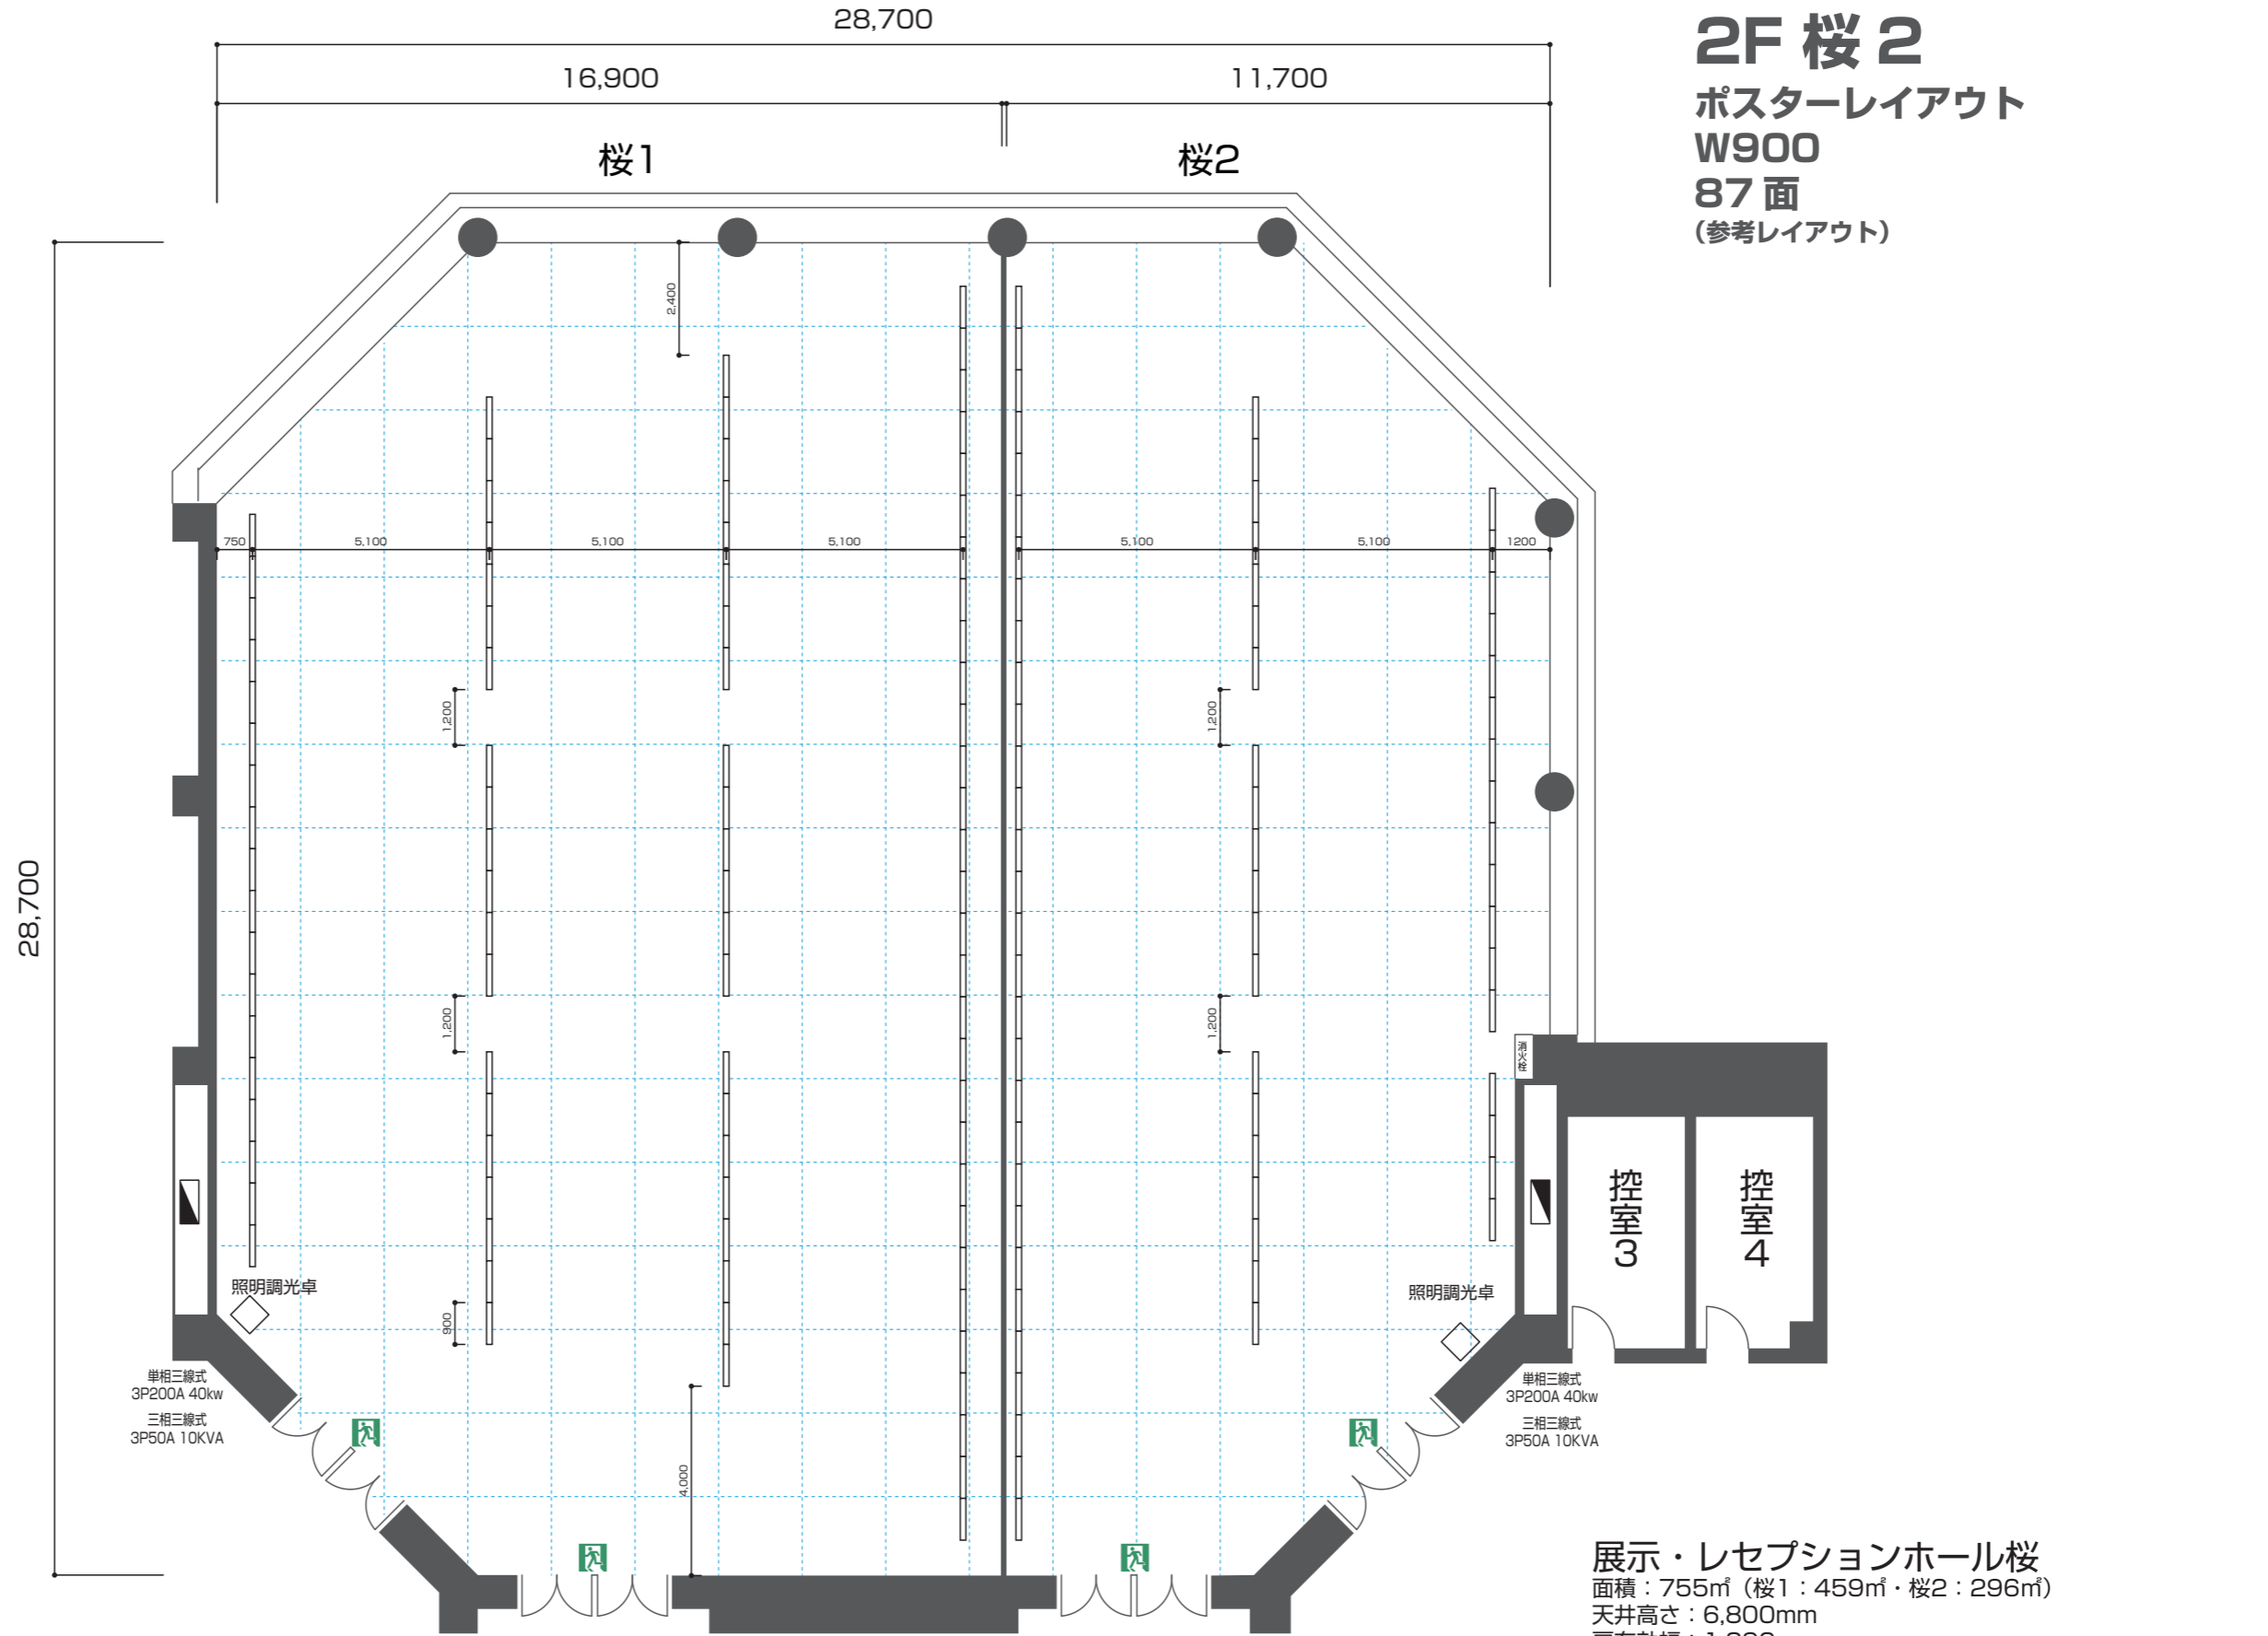 28,700
16,900
11,700
桜1
桜2
2F 桜 2
ポスターレイアウト
W900
87 面
（参考レイアウト）
2,400
750
5,100
5,100
5,100
5,100
5,100
1200
1,200
1,200
28,700
1,200
1,200
消火栓
控室3
控室4
照明調光卓
照明調光卓
900
単相三線式
3P200A 40kw
三相三線式
3P50A 10KVA
単相三線式
3P200A 40kw
三相三線式
3P50A 10KVA
4,000
展示・レセプションホール桜
面積：755㎡（桜1：459㎡・桜2：296㎡）
天井高さ：6,800mm